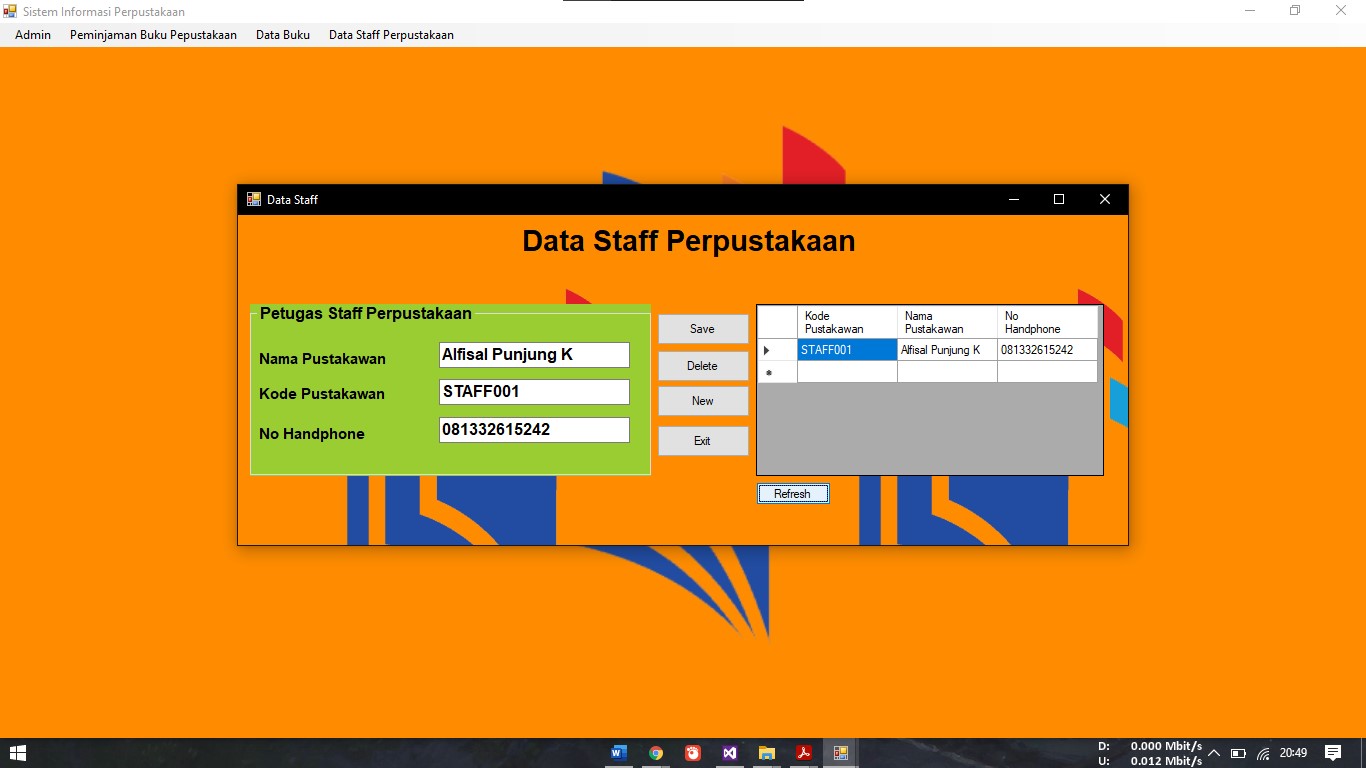 Sistem Informasi Perpustakaan
Admin Peminjaman Buku Pepustakaan Data Buku Data Staff Perpustakaan
Data Staff
Data Staff Perpustakaan
Petugas Staff Perpustakaan
Nama Pustakawan Alfisal Punjung K
Kode Pustakawan STAFF001
No Handphone 081332615242
Save
Delete
New
Exit
Kode Pustakawan Nama Pustakawan No Handphone
STAFF001 Alfisal Punjung K 081332615242
Refresh
D: 0.000 Mbit/s
U: 0.012 Mbit/s
20:49